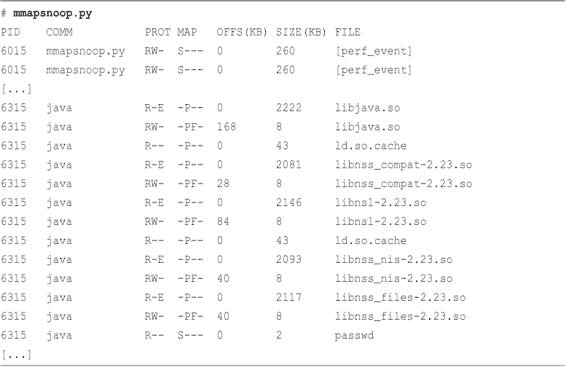 # mmapsnoop.py
PID COMM PROT MAP OFFS(KB) SIZE(KB) FILE
6015 mmapsnoop.py RW- S--- 0 260 [perf_event]
6015 mmapsnoop.py RW- S--- 0 260 [perf_event]
[...]
6315 java R-E -P-- 0 2222 libjava.so
6315 java RW- -PF- 168 8 libjava.so
6315 java R-- -P-- 0 43 ld.so.cache
6315 java R-E -P-- 0 2081 libnss_compat-2.23.so
6315 java RW- -PF- 28 8 libnss_compat-2.23.so
6315 java R-E -P-- 0 2146 libnsl-2.23.so
6315 java RW- -PF- 84 8 libnsl-2.23.so
6315 java R-- -P-- 0 43 ld.so.cache
6315 java R-E -P-- 0 2093 libnss_nis-2.23.so
6315 java RW- -PF- 40 8 libnss_nis-2.23.so
6315 java R-E -P-- 0 2117 libnss_files-2.23.so
6315 java RW- -PF- 40 8 libnss_files-2.23.so
6315 java R-- S--- 0 2 passwd
[...]